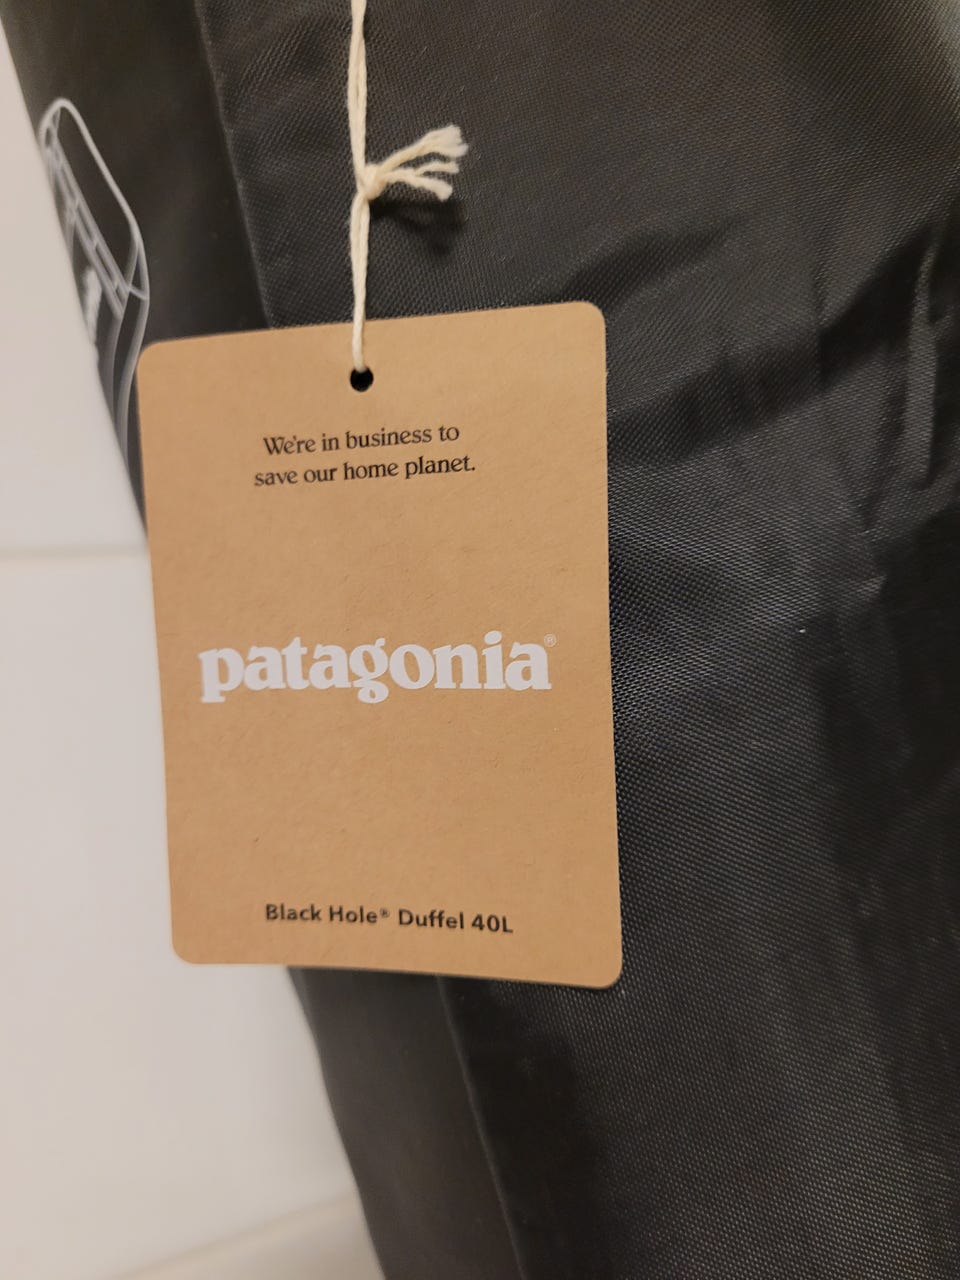 We're in business to
save our home planet.
patagonia®
Black Hole® Duffel 40L